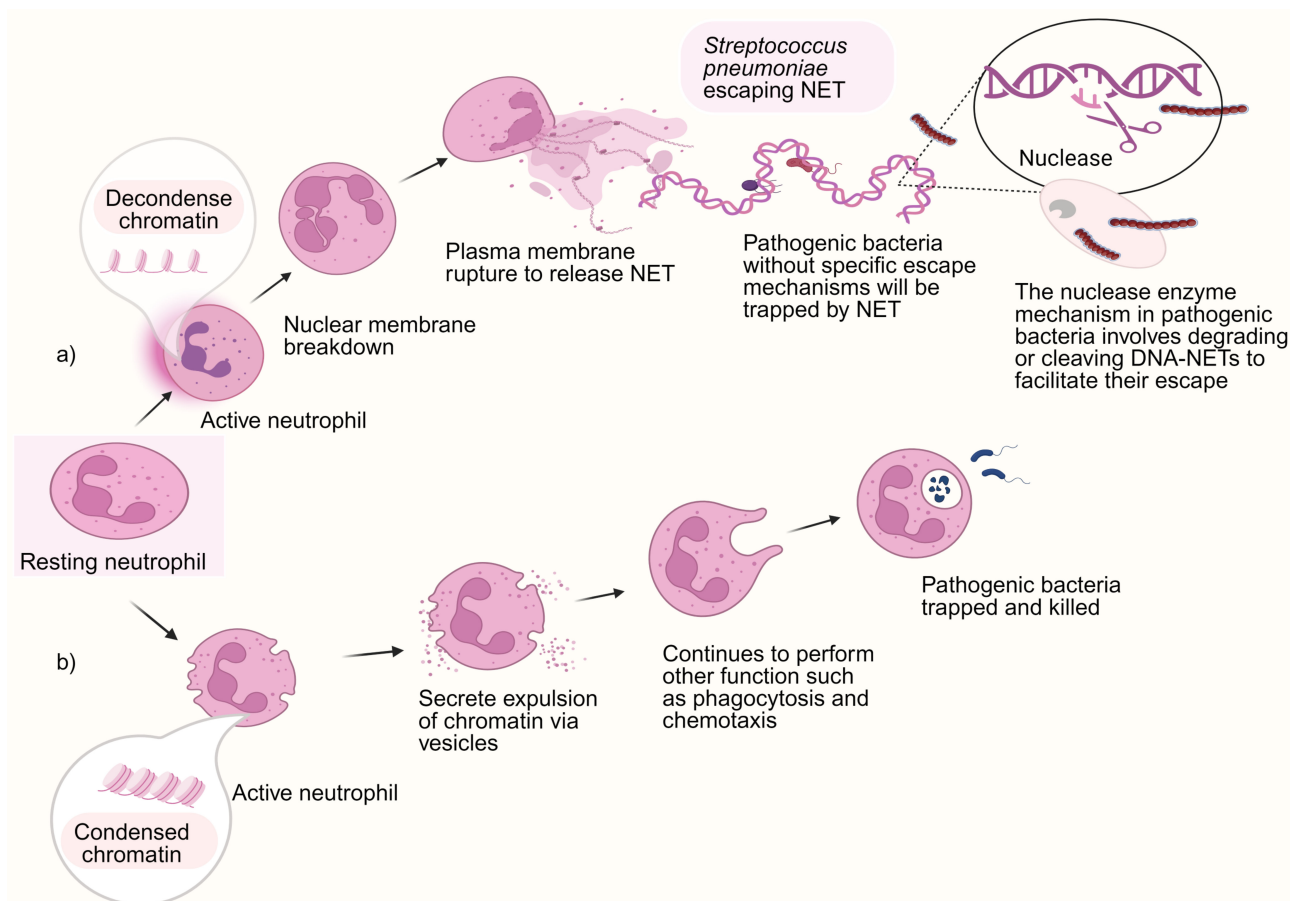 Streptococcus
pneumoniae
escaping NET
Nuclease
Decondense
chromatin
Plasma membrane
rupture to release NET
Pathogenic bacteria
without specific escape
mechanisms will be
trapped by NET
The nuclease enzyme
mechanism in pathogenic
bacteria involves degrading
or cleaving DNA-NETs to
facilitate their escape
Nuclear membrane
breakdown
a)
Active neutrophil
Resting neutrophil
b)
Active neutrophil
Condensed
chromatin
Secrete expulsion
of chromatin via
vesicles
Continues to perform
other function such
as phagocytosis and
chemotaxis
Pathogenic bacteria
trapped and killed